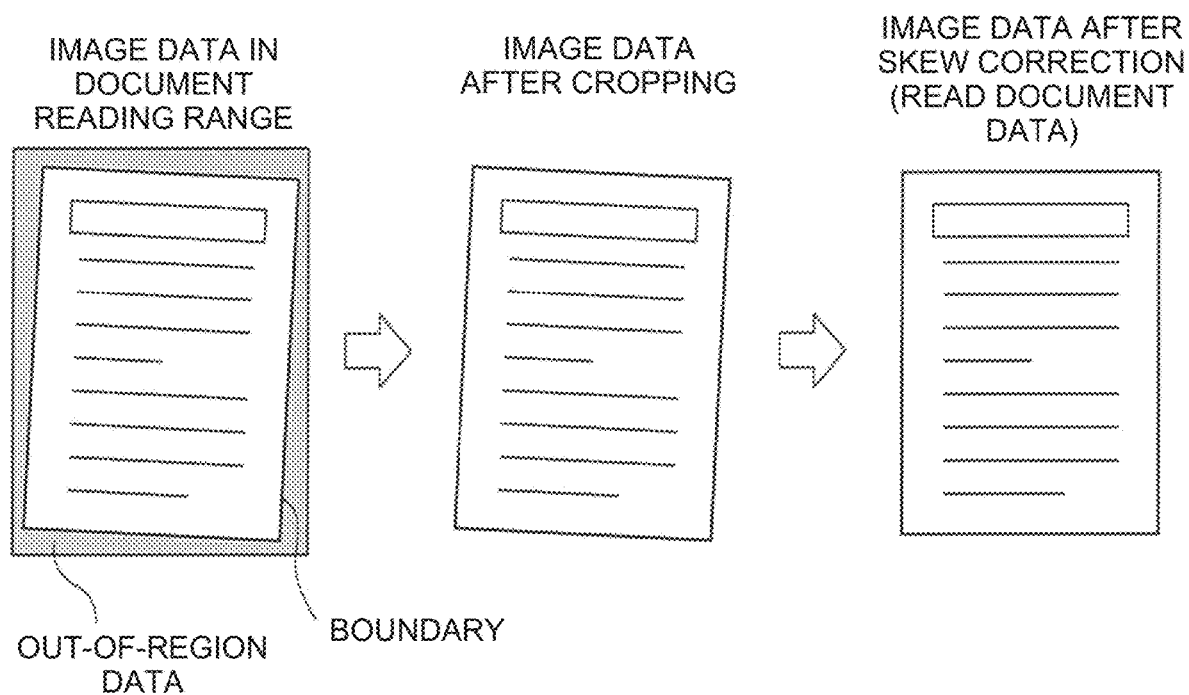 IMAGE DATA IN
DOCUMENT
READING RANGE
IMAGE DATA
AFTER CROPPING
IMAGE DATA AFTER
SKEW CORRECTION
(READ DOCUMENT
DATA)
OUT-OF-REGION
DATA
BOUNDARY